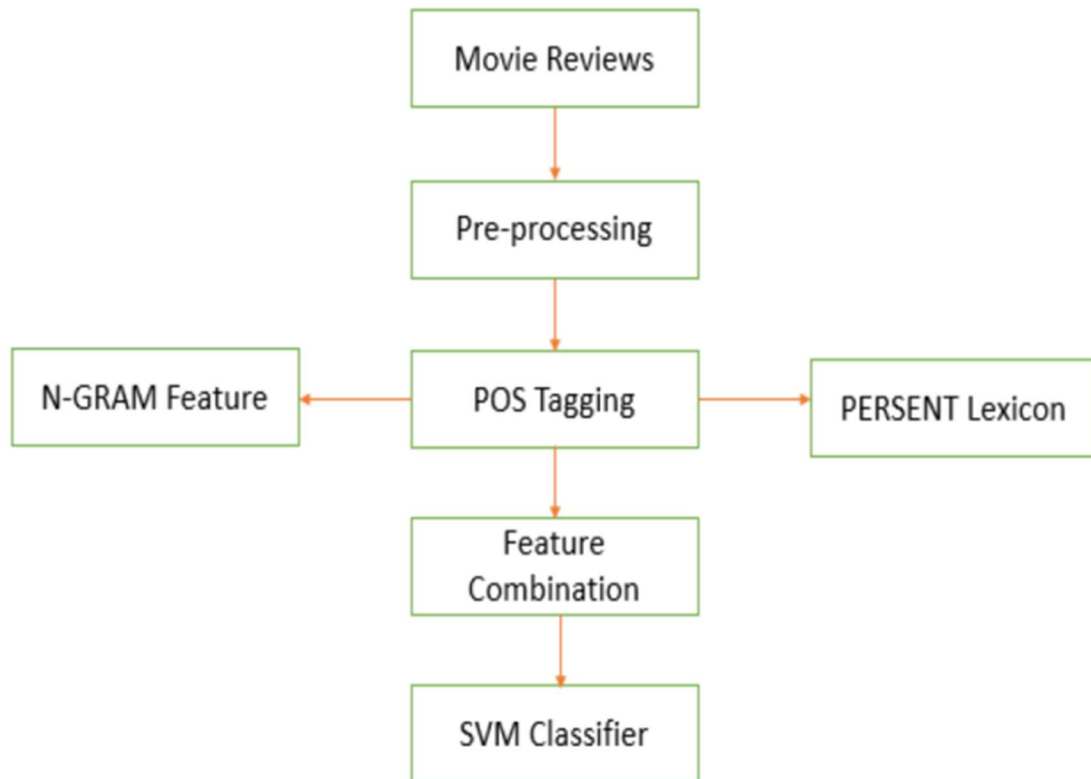 Movie Reviews
Pre-processing
N-GRAM Feature
POS Tagging
PERSENT Lexicon
Feature
Combination
SVM Classifier